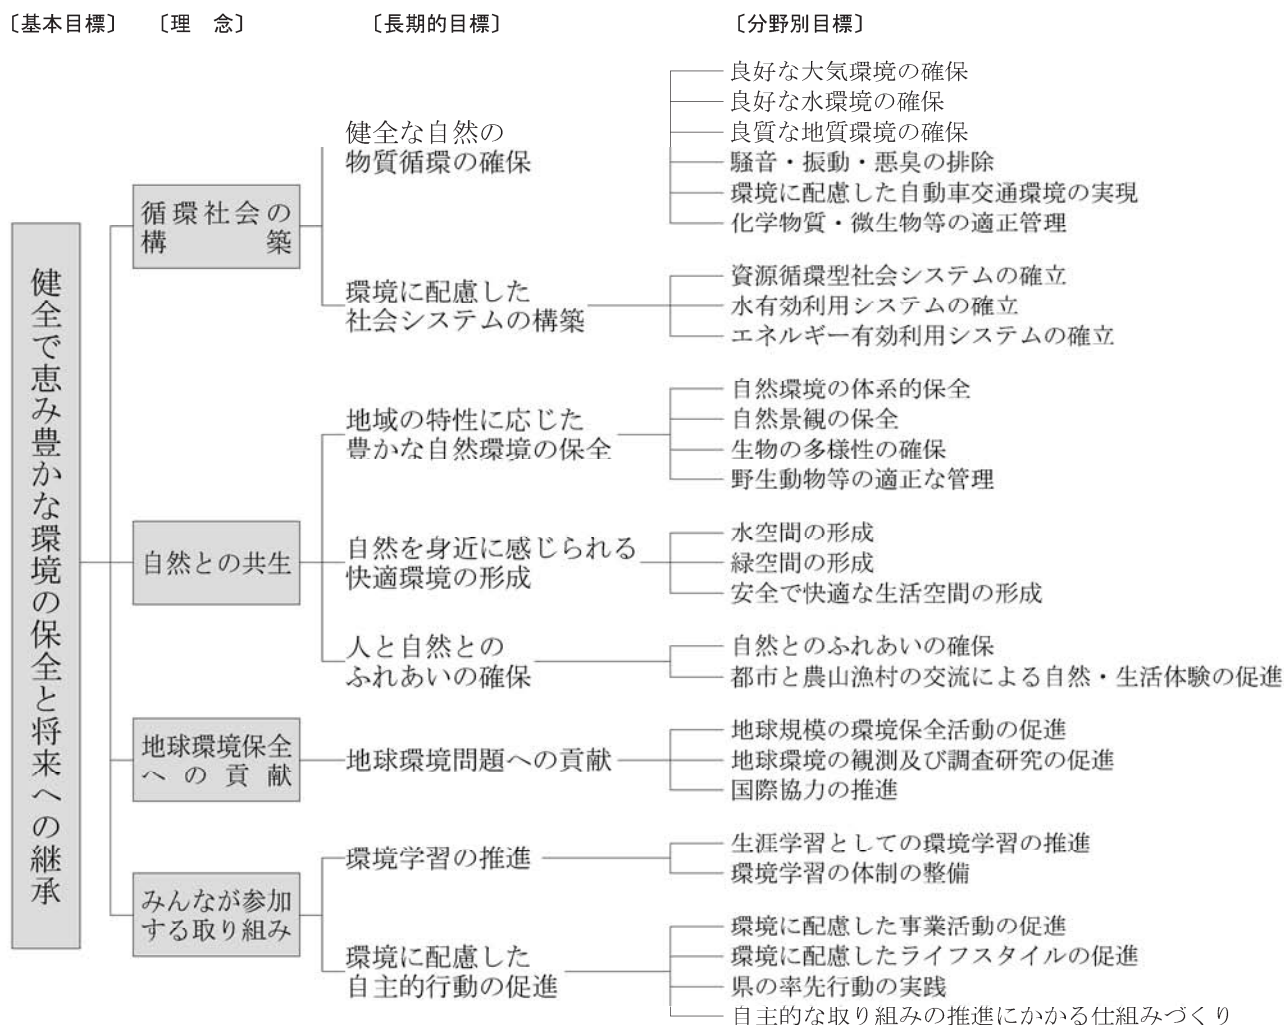 〔基本目標〕 〔理　念〕 〔長期的目標〕 〔分野別目標〕
健全で恵み豊かな環境の保全と将来への継承
循環社会の
構築
健全な自然の
物質循環の確保
良好な大気環境の確保
良好な水環境の確保
良質な地質環境の確保
騒音・振動・悪臭の排除
環境に配慮した自動車交通環境の実現
化学物質・微生物等の適正管理
環境に配慮した
社会システムの構築
資源循環型社会システムの確立
水有効利用システムの確立
エネルギー有効利用システムの確立
自然との共生
地域の特性に応じた
豊かな自然環境の保全
自然環境の体系的保全
自然景観の保全
生物の多様性の確保
野生動物等の適正な管理
自然を身近に感じられる
快適環境の形成
水空間の形成
緑空間の形成
安全で快適な生活空間の形成
人と自然との
ふれあいの確保
自然とのふれあいの確保
都市と農山漁村の交流による自然・生活体験の促進
地球環境保全
への貢献
地球環境問題への貢献
地球規模の環境保全活動の促進
地球環境の観測及び調査研究の促進
国際協力の推進
みんなが参加
する取り組み
環境学習の推進
生涯学習としての環境学習の推進
環境学習の体制の整備
環境に配慮した
自主的行動の促進
環境に配慮した事業活動の促進
環境に配慮したライフスタイルの促進
県の率先行動の実践
自主的な取り組みの推進にかかる仕組みづくり